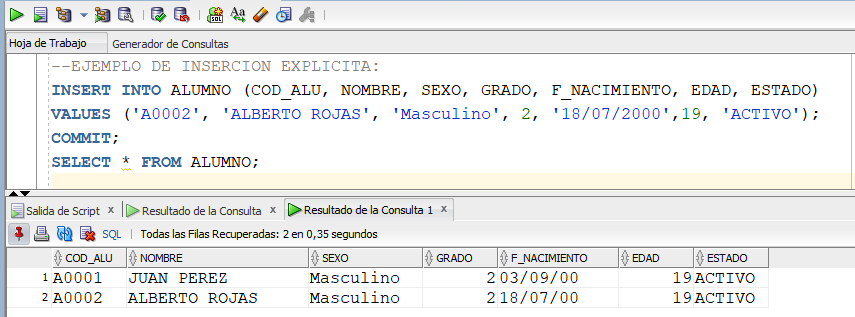 Hoja de Trabajo Generador de Consultas
--EJEMPLO DE INSERCION EXPLICITA:
INSERT INTO ALUMNO (COD_ALU, NOMBRE, SEXO, GRADO, F_NACIMIENTO, EDAD, ESTADO)
VALUES ('A0002', 'ALBERTO ROJAS', 'Masculino', 2, '18/07/2000',19, 'ACTIVO');
COMMIT;
SELECT * FROM ALUMNO;
Salida de Script x Resultado de la Consulta x Resultado de la Consulta 1 x
SQL | Todas las Filas Recuperadas: 2 en 0,35 segundos
COD_ALU NOMBRE SEXO GRADO F_NACIMIENTO EDAD ESTADO
1 A0001 JUAN PEREZ Masculino 2 03/09/00 19 ACTIVO
2 A0002 ALBERTO ROJAS Masculino 2 18/07/00 19 ACTIVO